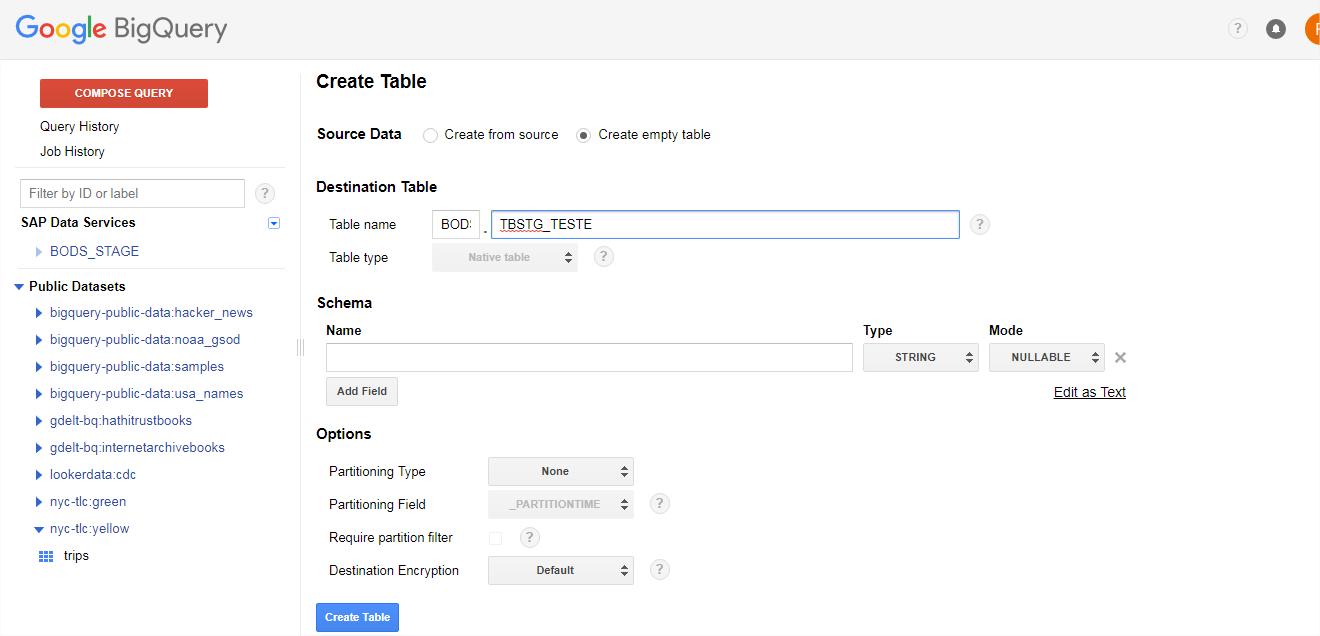 Google BigQuery
?
COMPOSE QUERY
Query History
Job History
Filter by ID or label ?
SAP Data Services
BODS_STAGE
Public Datasets
bigquery-public-data:hacker_news
bigquery-public-data:noaa_gsod
bigquery-public-data:samples
bigquery-public-data:usa_names
gdelt-bq:hathitrustbooks
gdelt-bq:internetarchivebooks
lookerdata:cdc
nyc-tlc:green
nyc-tlc:yellow
trips
Create Table
Source Data Create from source Create empty table
Destination Table
Table name BOD . TBSTG_TESTE ?
Table type Native table ?
Schema
Name Type Mode
STRING NULLABLE
Add Field Edit as Text
Options
Partitioning Type None
Partitioning Field _PARTITIONTIME ?
Require partition filter ?
Destination Encryption Default ?
Create Table